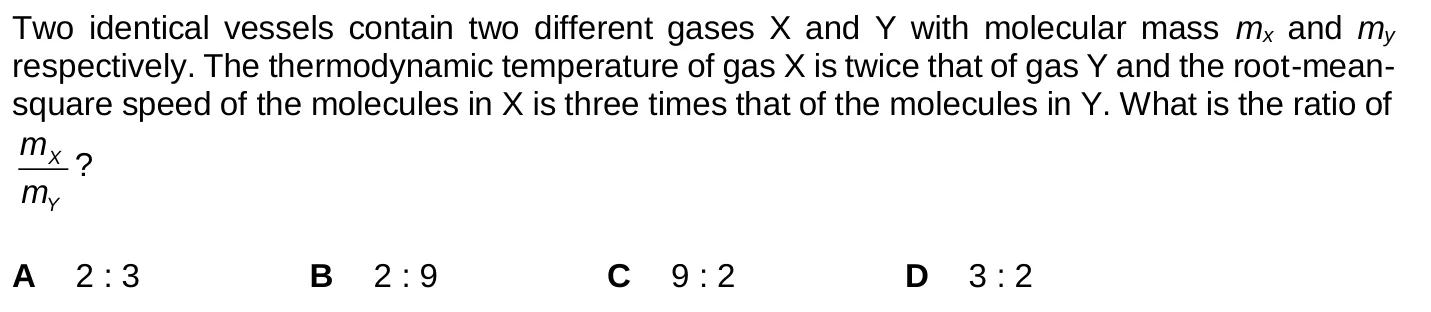 Two identical vessels contain two different gases X and Y with molecular mass mx and my
respectively. The thermodynamic temperature of gas X is twice that of gas Y and the root-mean-
square speed of the molecules in X is three times that of the molecules in Y. What is the ratio of
mX
?
mY
A 2 : 3 B 2 : 9 C 9 : 2 D 3 : 2